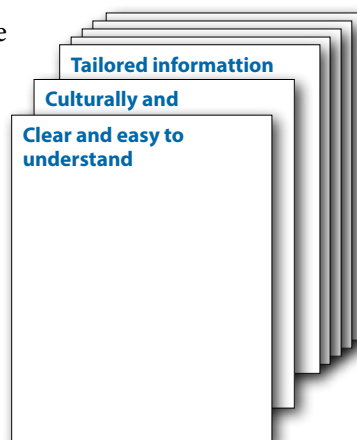 e
Tailored informattion
Culturally and
Clear and easy to
understand